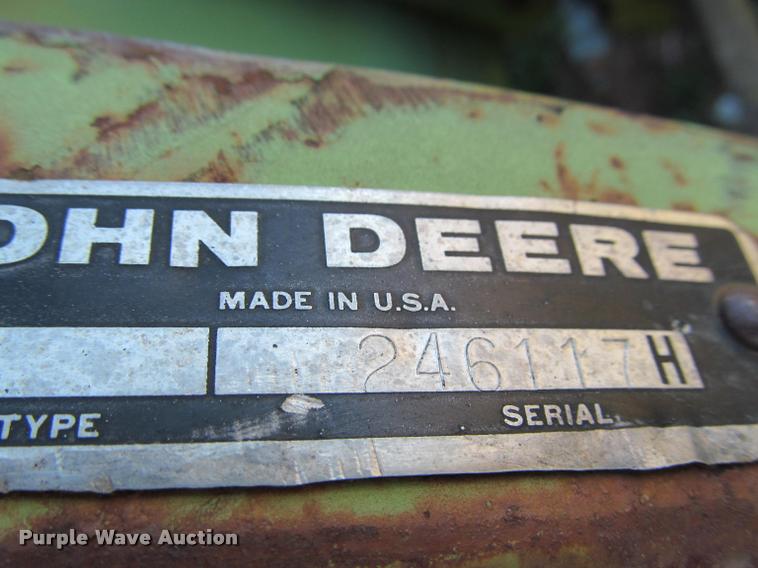 OHN DEERE
MADE IN U.S.A.
246117H
TYPE SERIAL
Purple Wave Auction